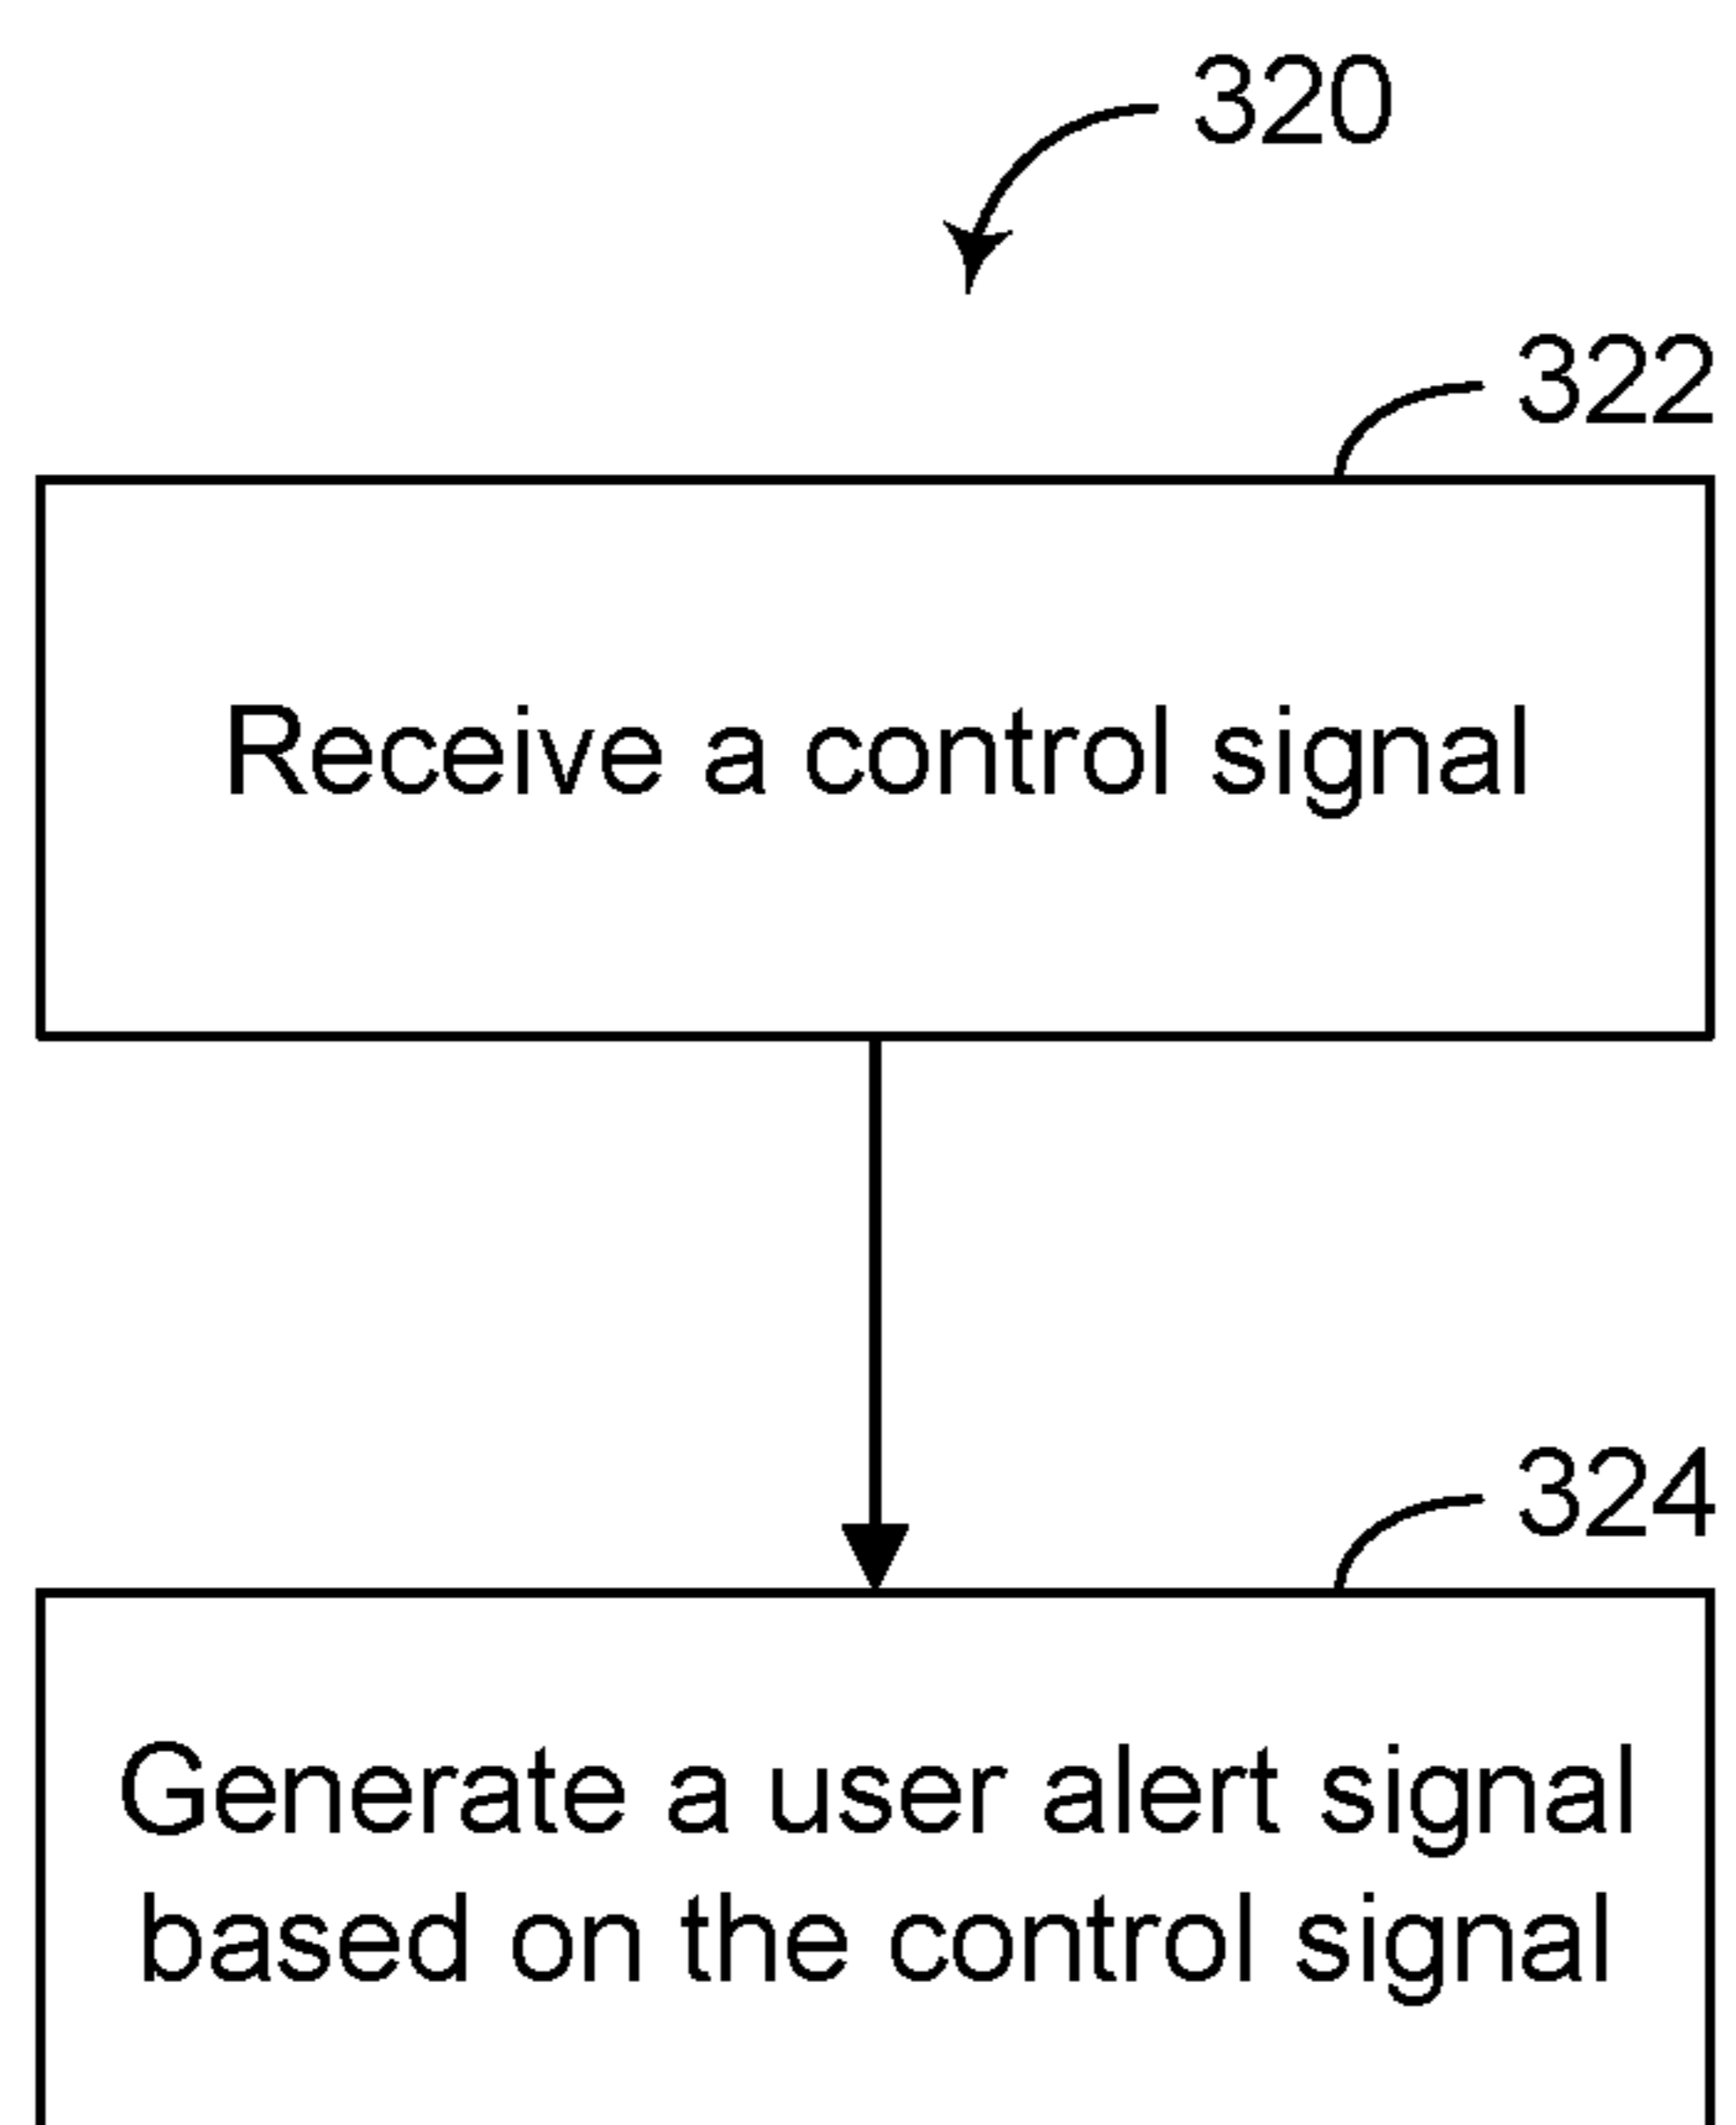 320
322
Receive a control signal
324
Generate a user alert signal
based on the control signal